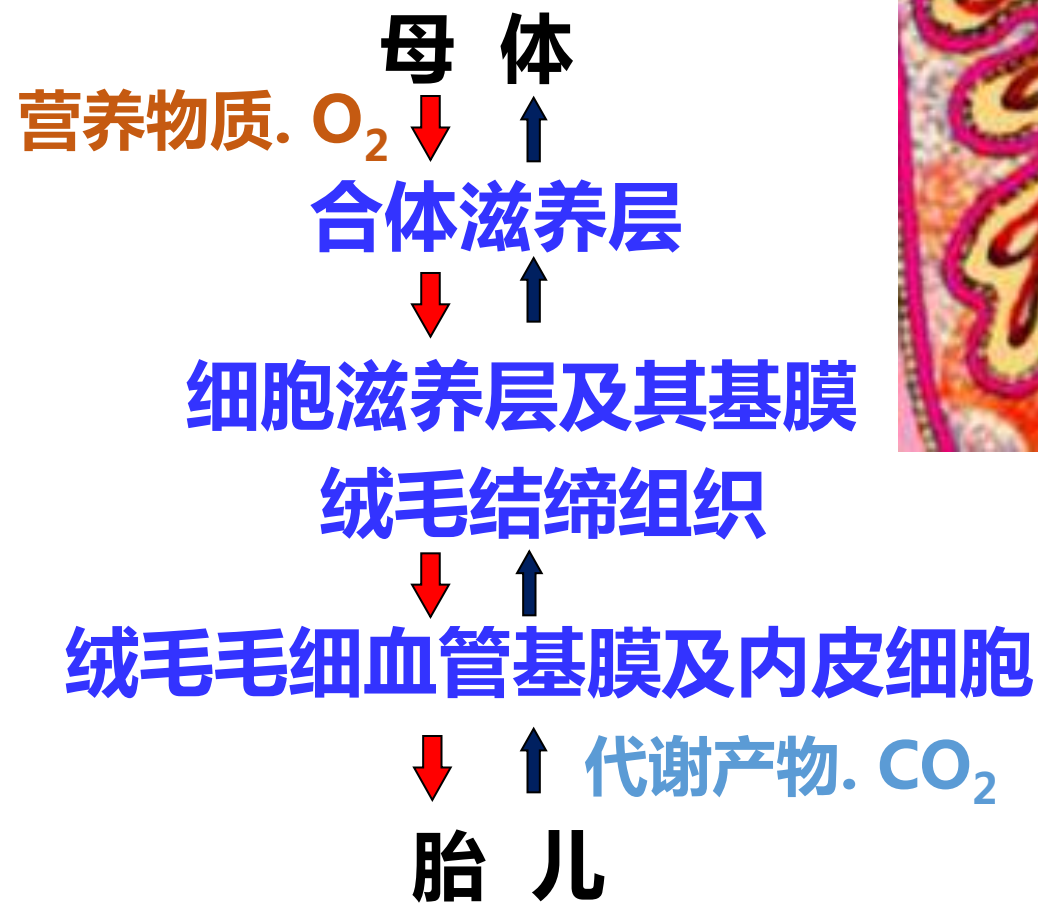 母 体
营养物质. O₂
合体滋养层
细胞滋养层及其基膜
绒毛结缔组织
绒毛毛细血管基膜及内皮细胞
代谢产物. CO₂
胎 儿